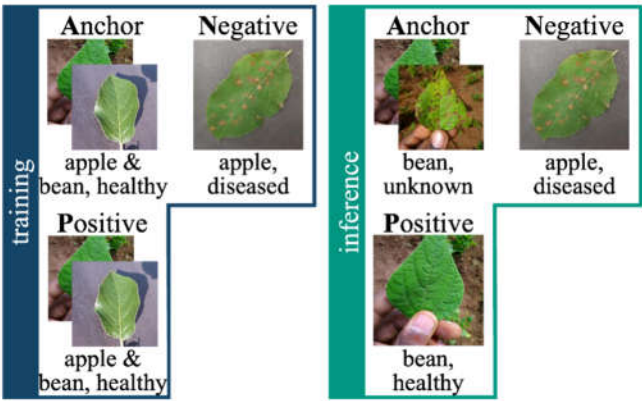 training
Anchor
apple &
bean, healthy
Negative
apple,
diseased
Positive
apple &
bean, healthy
inference
Anchor
bean,
unknown
Negative
apple,
diseased
Positive
bean,
healthy